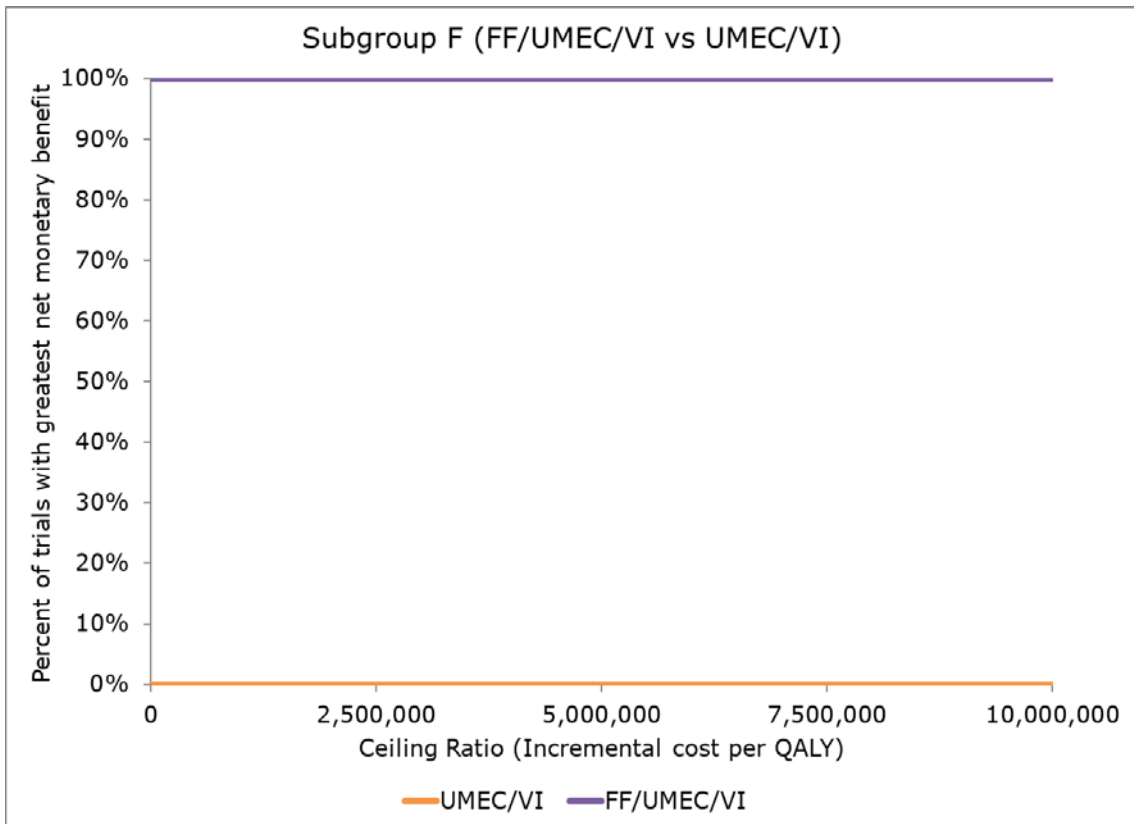 Subgroup F (FF/UMEC/VI vs UMEC/VI)
Percent of trials with greatest net monetary benefit
100%
90%
80%
70%
60%
50%
40%
30%
20%
10%
0%
0 2,500,000 5,000,000 7,500,000 10,000,000
Ceiling Ratio (Incremental cost per QALY)
UMEC/VI FF/UMEC/VI